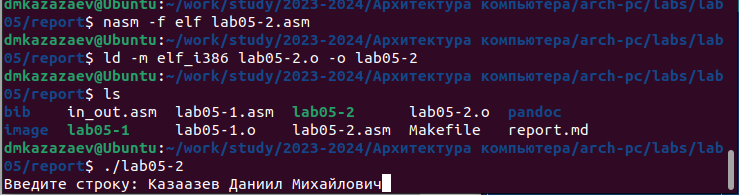 dmkazazaev@Ubuntu:~/work/study/2023-2024/Архитектура компьютера/arch-pc/labs/lab
05/report$ nasm -f elf lab05-2.asm
dmkazazaev@Ubuntu:~/work/study/2023-2024/Архитектура компьютера/arch-pc/labs/lab
05/report$ ld -m elf_i386 lab05-2.o -o lab05-2
dmkazazaev@Ubuntu:~/work/study/2023-2024/Архитектура компьютера/arch-pc/labs/lab
05/report$ ls
bib in_out.asm lab05-1.asm lab05-2 lab05-2.o pandoc
image lab05-1 lab05-1.o lab05-2.asm Makefile report.md
dmkazazaev@Ubuntu:~/work/study/2023-2024/Архитектура компьютера/arch-pc/labs/lab
05/report$ ./lab05-2
Введите строку: Казаазев Даниил Михайлович